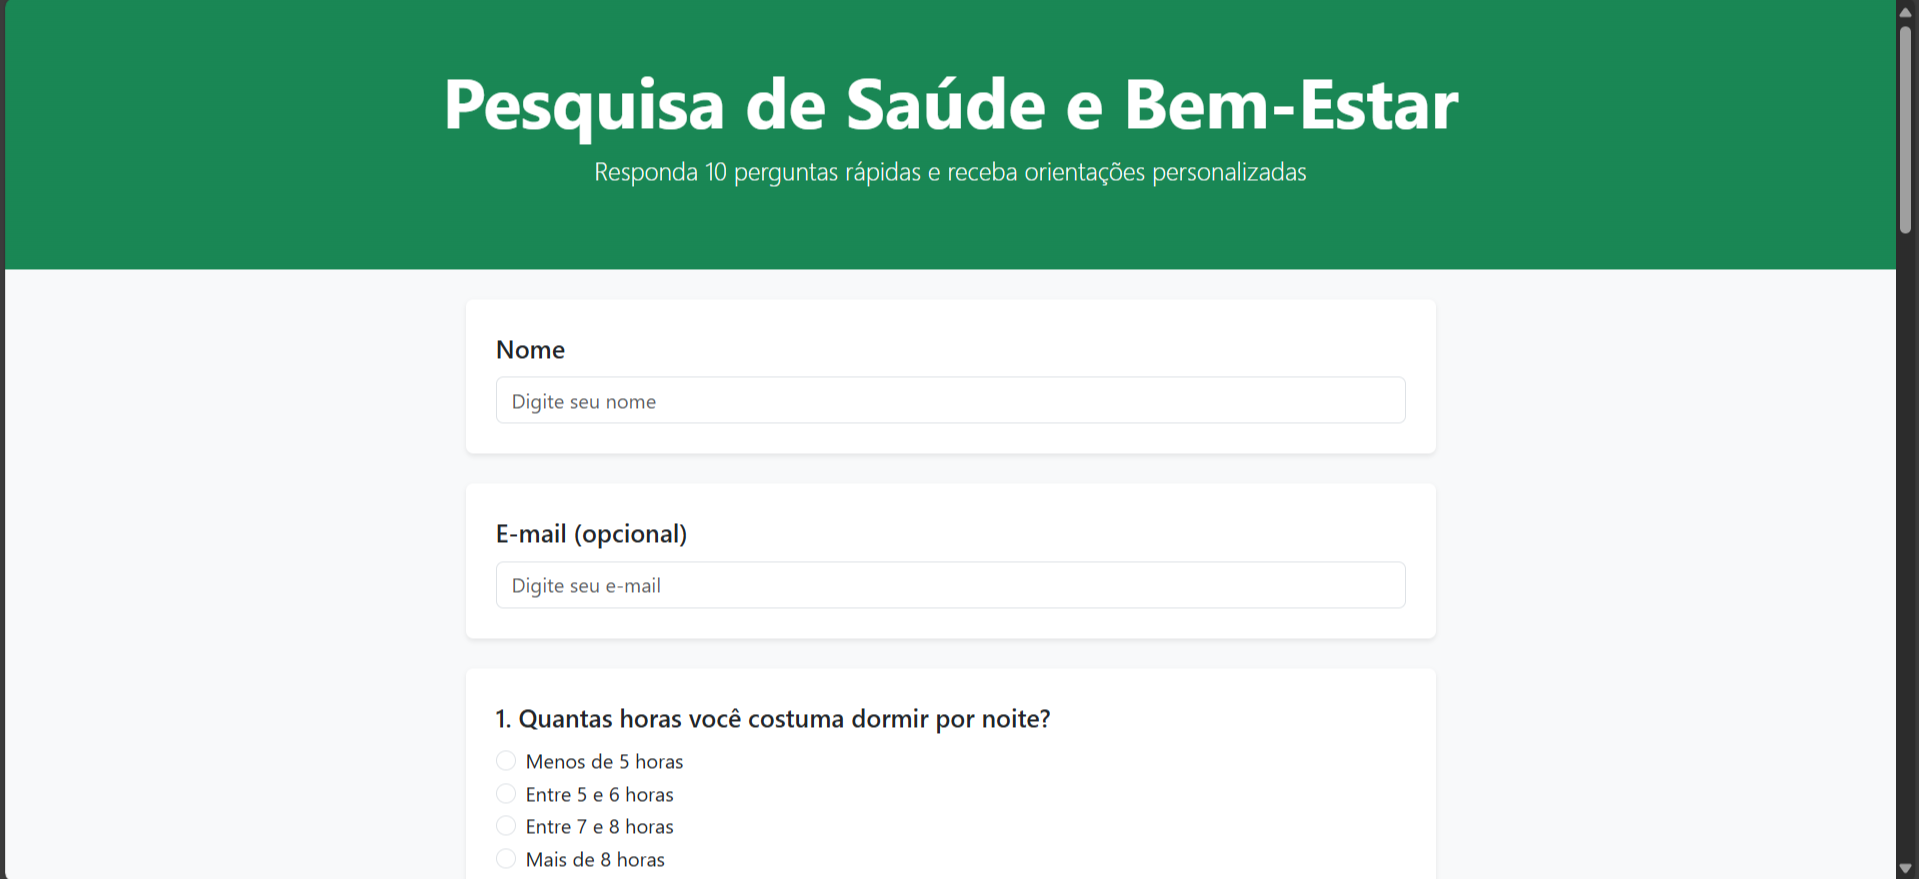 Pesquisa de Saúde e Bem-Estar
Responda 10 perguntas rápidas e receba orientações personalizadas
Nome
Digite seu nome
E-mail (opcional)
Digite seu e-mail
1. Quantas horas você costuma dormir por noite?
Menos de 5 horas
Entre 5 e 6 horas
Entre 7 e 8 horas
Mais de 8 horas